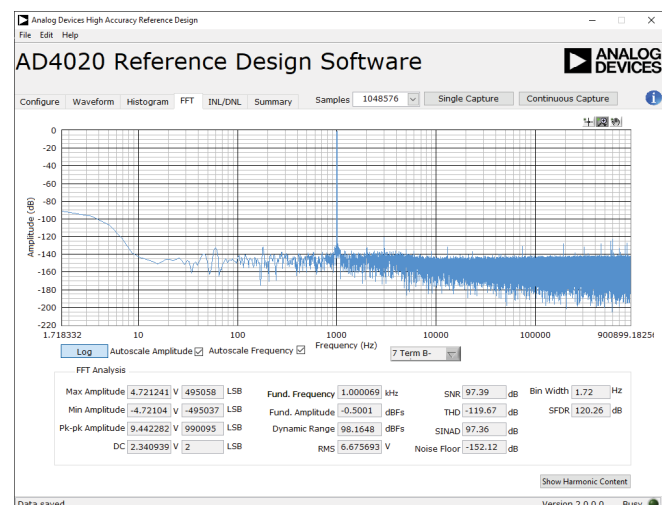 Analog Devices High Accuracy Reference Design
File Edit Help
AD4020 Reference Design Software
ANALOG
DEVICES
Configure Waveform Histogram FFT INL/DNL Summary Samples 1048576 Single Capture Continuous Capture
0
-20
-40
-60
-80
-100
-120
-140
-160
-180
-200
-220
Amplitude (dB)
1.718332 10 100 1000 10000 100000 900899.1825
Frequency (Hz)
Log Autoscale Amplitude Autoscale Frequency 7 Term B-
FFT Analysis
Max Amplitude 4.721241 V 495058 LSB Fund. Frequency 1.000069 kHz SNR 97.39 dB Bin Width 1.72 Hz
Min Amplitude -4.72104 V -495037 LSB Fund. Amplitude -0.5001 dBFs THD -119.67 dB SFDR 120.26 dB
Pk-pk Amplitude 9.442282 V 990095 LSB Dynamic Range 98.1648 dBFs SINAD 97.36 dB
DC 2.340939 V 2 LSB RMS 6.675693 V Noise Floor -152.12 dB
Show Harmonic Content
Data saved Version 2.0.0.0 Busy